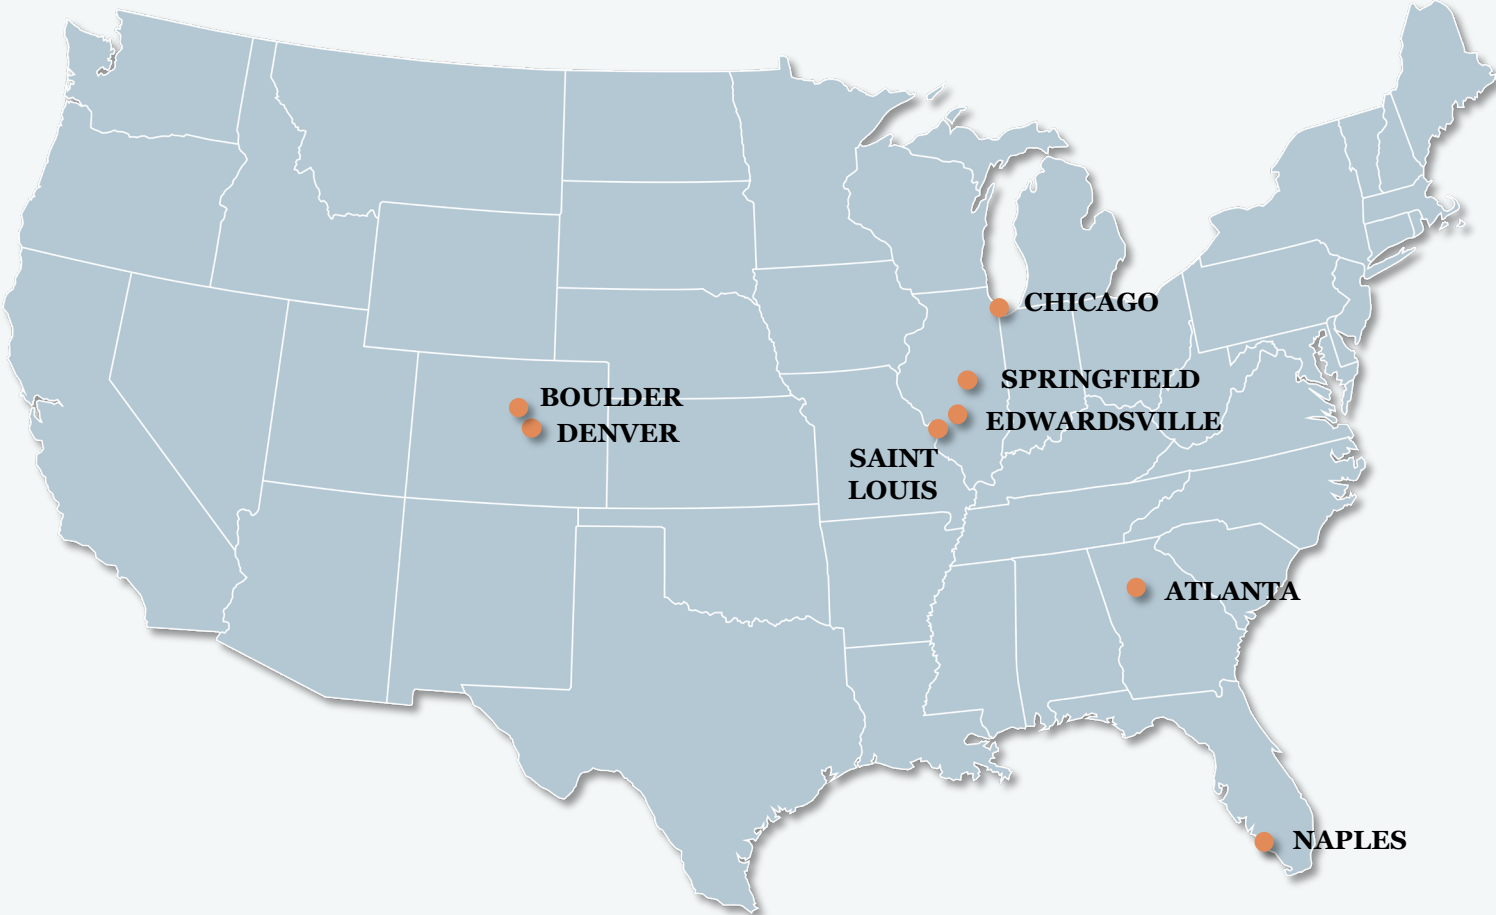 CHICAGO
SPRINGFIELD
BOULDER
EDWARDSVILLE
DENVER
SAINT
LOUIS
ATLANTA
NAPLES